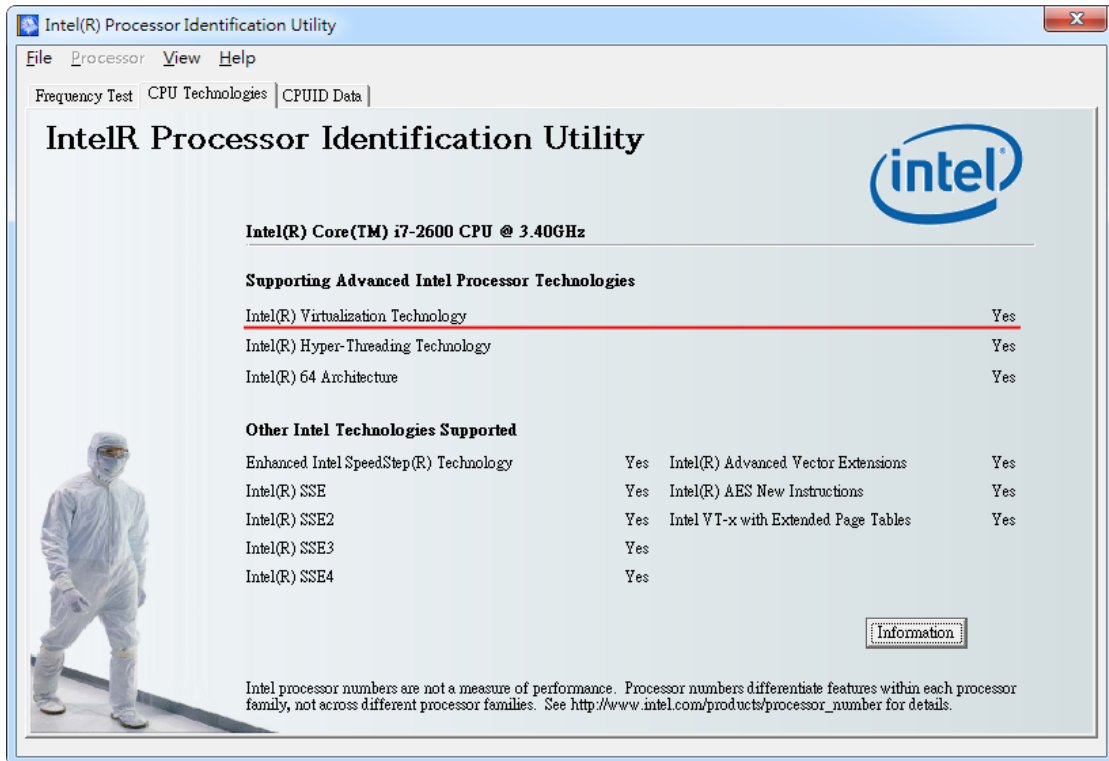 Intel(R) Processor Identification Utility
File Processor View Help
Frequency Test CPU Technologies CPUID Data
IntelR Processor Identification Utility
intel
Intel(R) Core(TM) i7-2600 CPU @ 3.40GHz
Supporting Advanced Intel Processor Technologies
Intel(R) Virtualization Technology Yes
Intel(R) Hyper-Threading Technology Yes
Intel(R) 64 Architecture Yes
Other Intel Technologies Supported
Enhanced Intel SpeedStep(R) Technology Yes Intel(R) Advanced Vector Extensions Yes
Intel(R) SSE Yes Intel(R) AES New Instructions Yes
Intel(R) SSE2 Yes Intel VT-x with Extended Page Tables Yes
Intel(R) SSE3 Yes
Intel(R) SSE4 Yes
Information
Intel processor numbers are not a measure of performance. Processor numbers differentiate features within each processor
family, not across different processor families. See http://www.intel.com/products/processor_number for details.